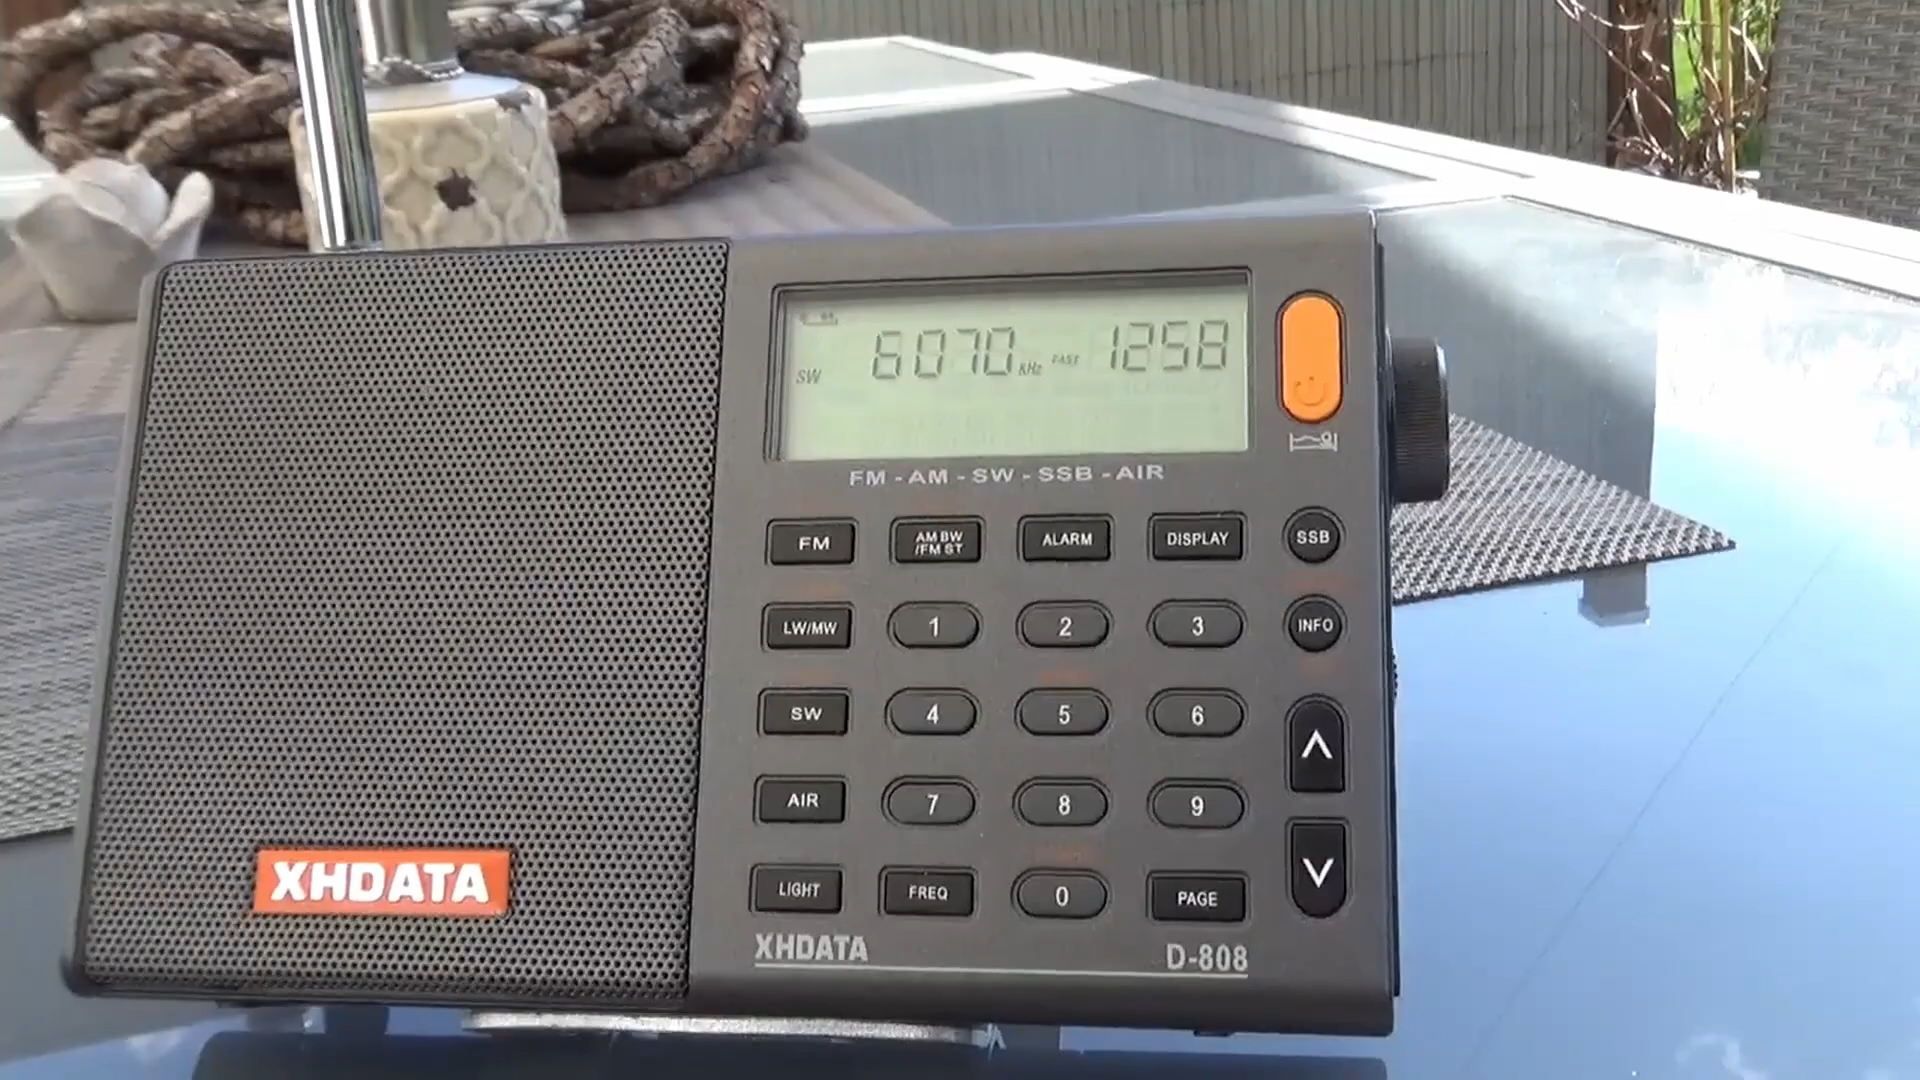 6070 KHz FAST 1258
SW
FM - AM - SW - SSB - AIR
FM AM BW /FM ST ALARM DISPLAY SSB
LW/MW 1 2 3 INFO
SW 4 5 6
AIR 7 8 9
LIGHT FREQ 0 PAGE
XHDATA
XHDATA D-808